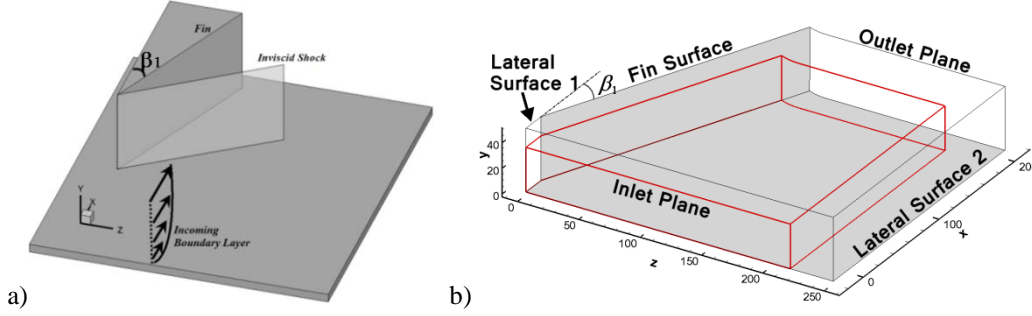 a)
Fin
β1
Inviscid Shock
Y
X
Z
Incoming
Boundary Layer
b)
Lateral
Surface 1
β1
Fin Surface
Outlet Plane
Inlet Plane
Lateral Surface 2
y
40
20
0
0
50
100
150
200
250
z
0
100
20
x